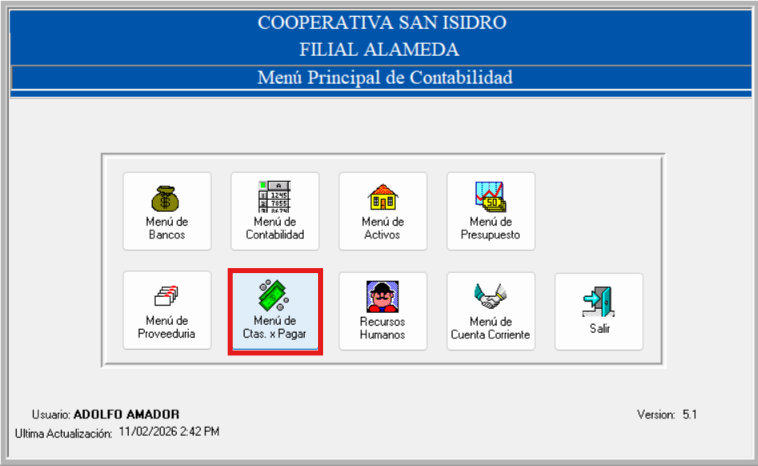 COOPERATIVA SAN ISIDRO
FILIAL ALAMEDA
Menú Principal de Contabilidad
Menú de
Bancos
Menú de
Contabilidad
Menú de
Activos
Menú de
Presupuesto
Menú de
Proveeduria
Menú de
Ctas. x Pagar
Recursos
Humanos
Menú de
Cuenta Corriente
Salir
Usuario: ADOLFO AMADOR
Version: 5.1
Ultima Actualización: 11/02/2026 2:42 PM